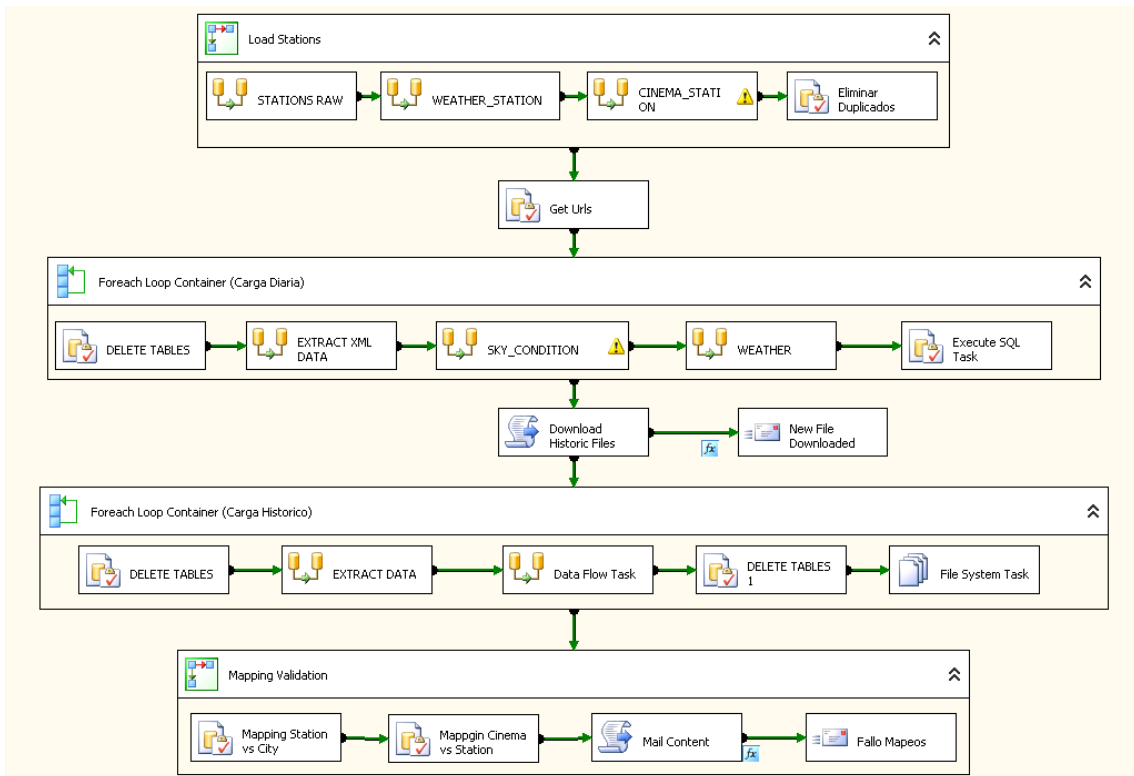 Load Stations
STATIONS RAW
WEATHER_STATION
CINEMA_STATI
ON
Eliminar
Duplicados
Get Urls
Foreach Loop Container (Carga Diaria)
DELETE TABLES
EXTRACT XML
DATA
SKY_CONDITION
WEATHER
Execute SQL
Task
Download
Historic Files
fx
New File
Downloaded
Foreach Loop Container (Carga Historico)
DELETE TABLES
EXTRACT DATA
Data Flow Task
DELETE TABLES
1
File System Task
Mapping Validation
Mapping Station
vs City
Mappgin Cinema
vs Station
Mail Content
fx
Fallo Mapeos